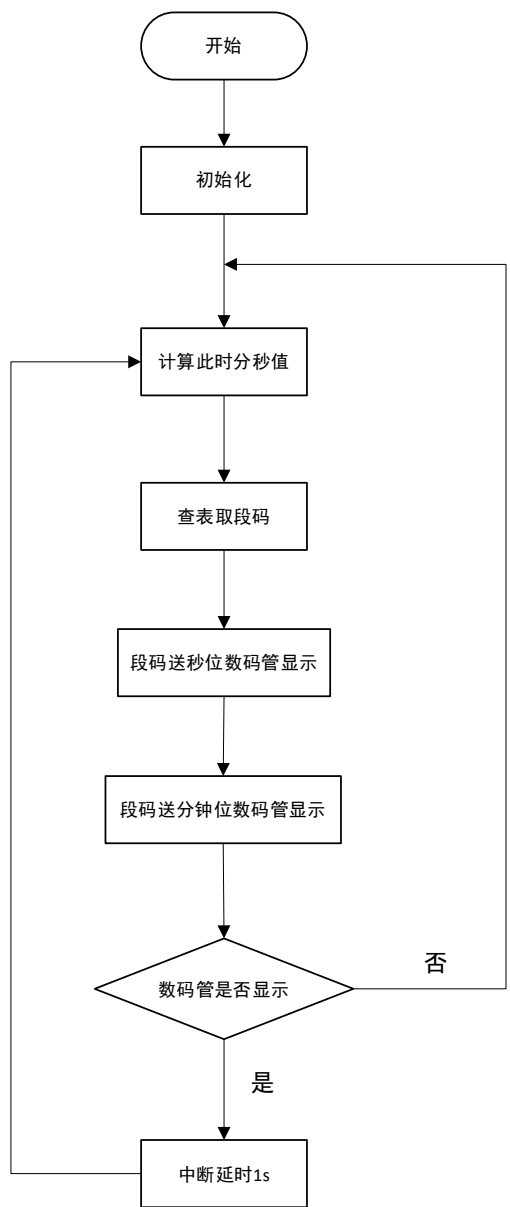 开始
初始化
计算此时分秒值
查表取段码
段码送秒位数码管显示
段码送分钟位数码管显示
数码管是否显示
否
是
中断延时1s